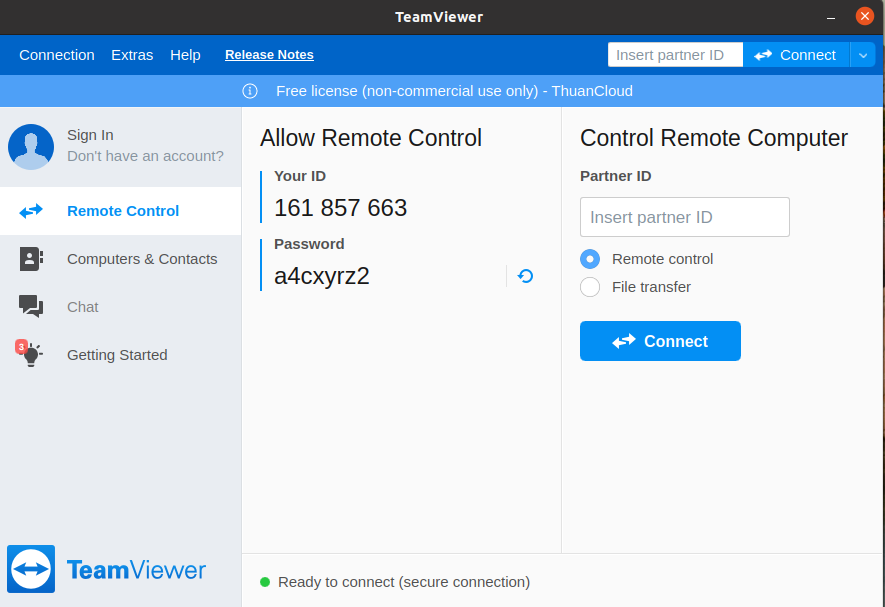 TeamViewer
Connection Extras Help Release Notes Insert partner ID Connect
Free license (non-commercial use only) - ThuanCloud
Sign In
Don't have an account?
Remote Control
Computers & Contacts
Chat
3
Getting Started
TeamViewer
Allow Remote Control
Your ID
161 857 663
Password
a4cxyrz2
Control Remote Computer
Partner ID
Insert partner ID
Remote control
File transfer
Connect
Ready to connect (secure connection)